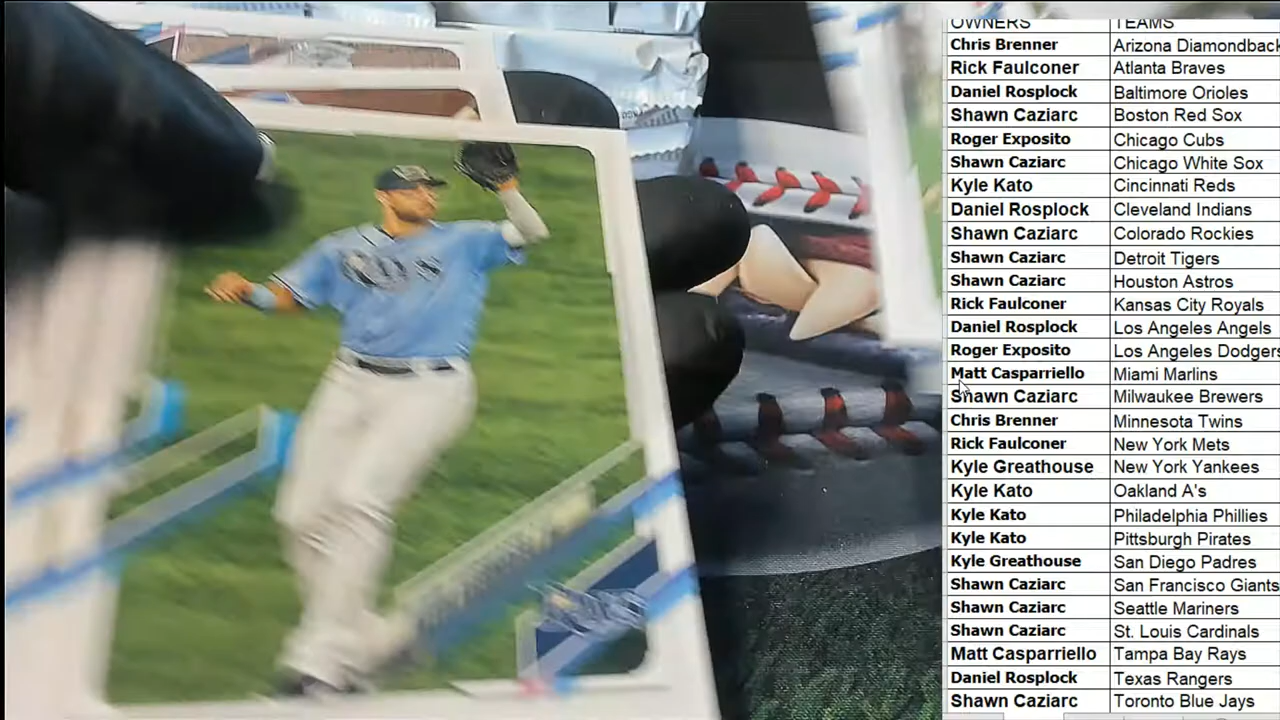 OWNERS TEAMS
Chris Brenner Arizona Diamondback
Rick Faulconer Atlanta Braves
Daniel Rosplock Baltimore Orioles
Shawn Caziarc Boston Red Sox
Roger Exposito Chicago Cubs
Shawn Caziarc Chicago White Sox
Kyle Kato Cincinnati Reds
Daniel Rosplock Cleveland Indians
Shawn Caziarc Colorado Rockies
Shawn Caziarc Detroit Tigers
Shawn Caziarc Houston Astros
Rick Faulconer Kansas City Royals
Daniel Rosplock Los Angeles Angels
Roger Exposito Los Angeles Dodgers
Matt Casparriello Miami Marlins
Shawn Caziarc Milwaukee Brewers
Chris Brenner Minnesota Twins
Rick Faulconer New York Mets
Kyle Greathouse New York Yankees
Kyle Kato Oakland A's
Kyle Kato Philadelphia Phillies
Kyle Kato Pittsburgh Pirates
Kyle Greathouse San Diego Padres
Shawn Caziarc San Francisco Giants
Shawn Caziarc Seattle Mariners
Shawn Caziarc St. Louis Cardinals
Matt Casparriello Tampa Bay Rays
Daniel Rosplock Texas Rangers
Shawn Caziarc Toronto Blue Jays